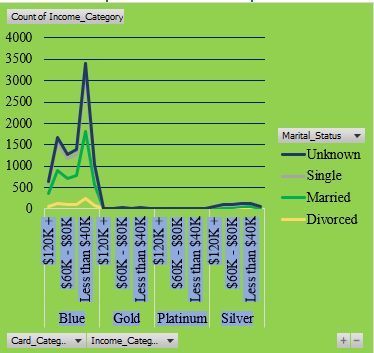 Count of Income_Category
4000
3500
3000
2500
2000
1500
1000
500
0
$120K +
$60K - $80K
Less than $40K
$120K +
$60K - $80K
Less than $40K
$120K +
$60K - $80K
Less than $40K
$120K +
$60K - $80K
Less than $40K
Blue Gold Platinum Silver
Marital_Status
Unknown
Single
Married
Divorced
Card_Categ.. Income_Categ...
+ −